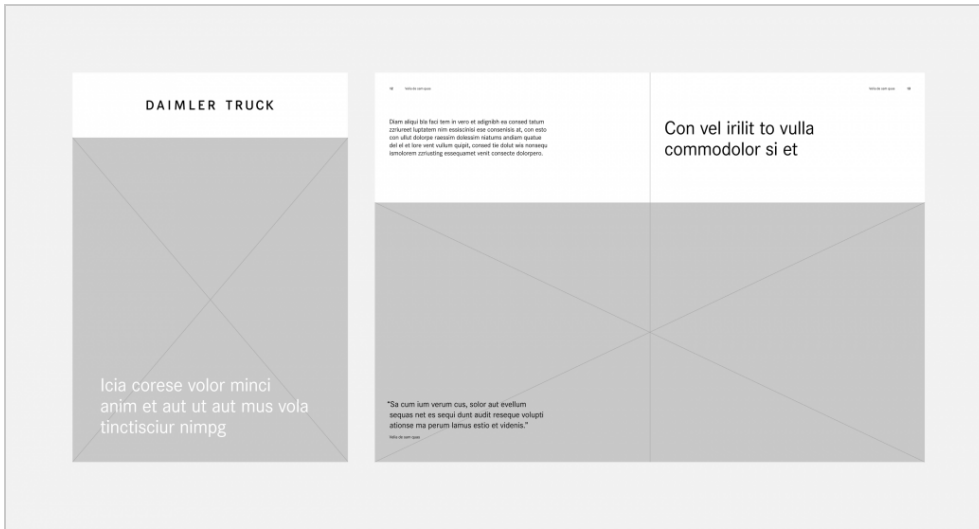 DAIMLER TRUCK
Icia corese volor minci
anim et aut ut aut mus vola
tinctisciur nimpg
Diam aliqui bla faci tem in vero et adignibh ea consed tatum
zzriureet luptatem nim essiscinisi ese consenisis at, con esto
con ullut dolorpe raessim dolessim niatums andiam quatue
del el et lore vent vullum quipit, consed tie dolut wis nonsequ
ismolorem zzriusting essequamet venit consecte dolorpero.
Con vel irilit to vulla
commodolor si et
“Sa cum ium verum cus, solor aut evellum
sequas net es sequi dunt audit reseque volupti
ationse ma perum lamus estio et videnis.”